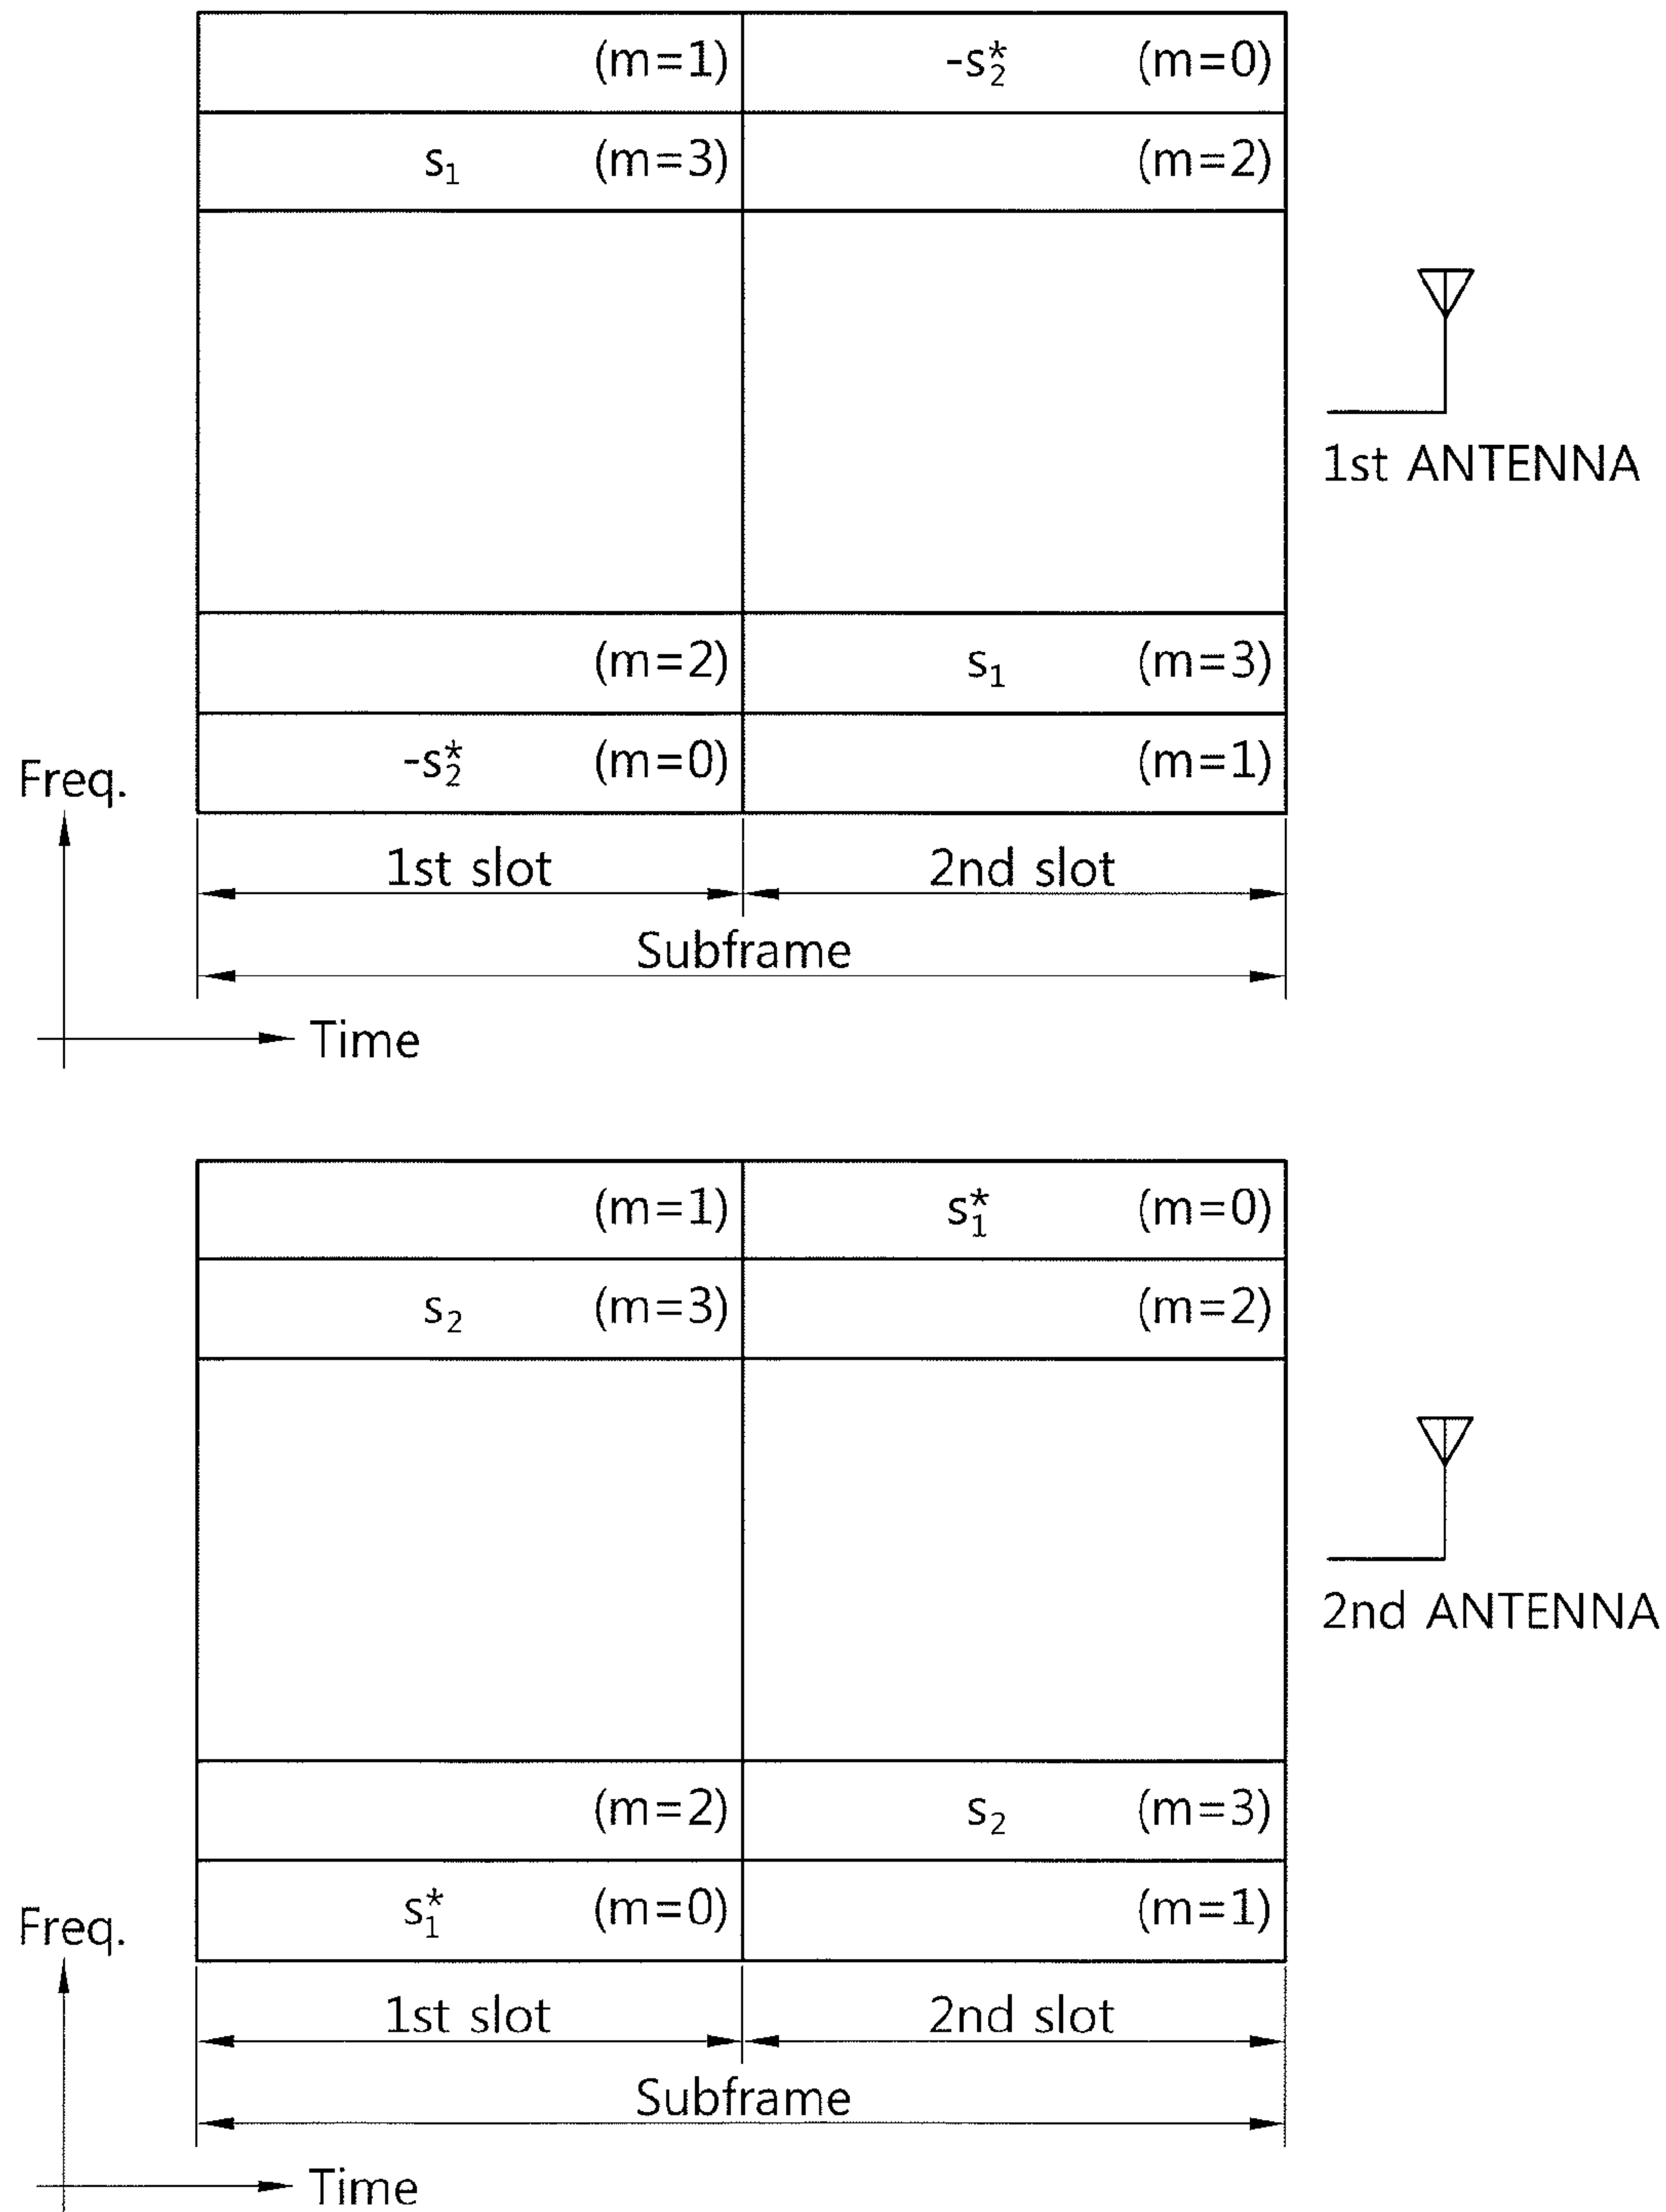 (m=1) -s₂* (m=0)
s₁ (m=3) (m=2)
1st ANTENNA
(m=2) s₁ (m=3)
-s₂* (m=0) (m=1)
Freq.
1st slot 2nd slot
Subframe
Time
(m=1) s₁* (m=0)
s₂ (m=3) (m=2)
2nd ANTENNA
(m=2) s₂ (m=3)
s₁* (m=0) (m=1)
Freq.
1st slot 2nd slot
Subframe
Time